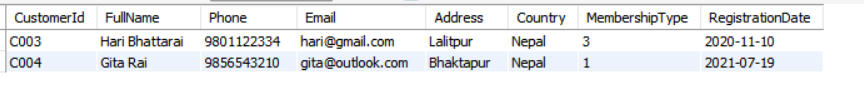 CustomerId FullName Phone Email Address Country MembershipType RegistrationDate
C003 Hari Bhattarai 9801122334 hari@gmail.com Lalitpur Nepal 3 2020-11-10
C004 Gita Rai 9856543210 gita@outlook.com Bhaktapur Nepal 1 2021-07-19